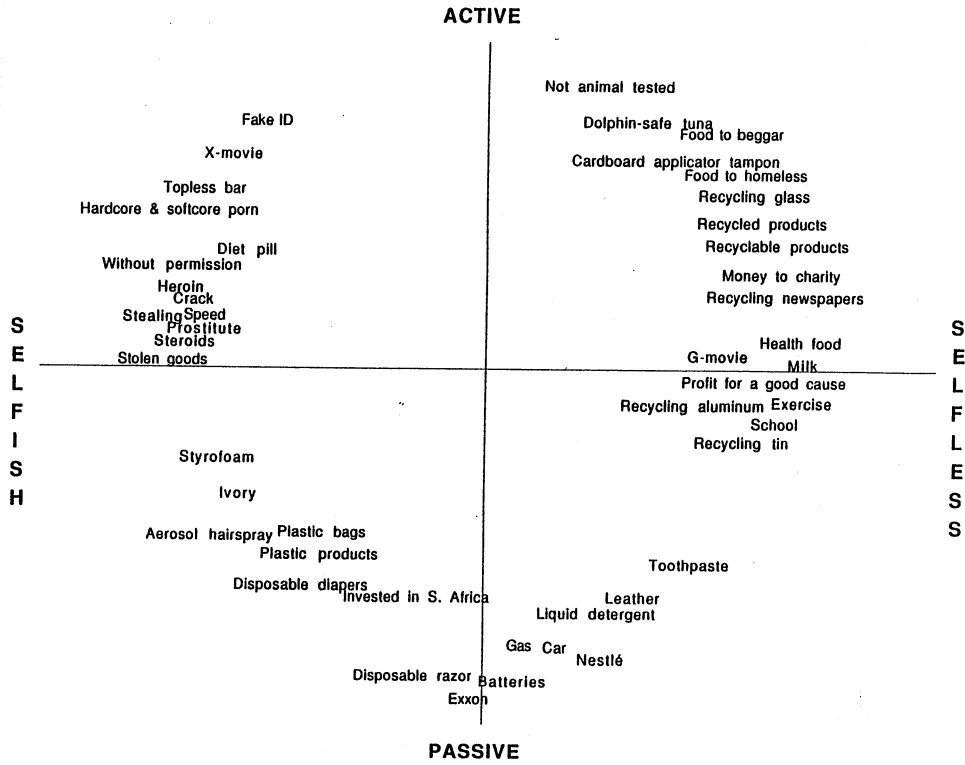 ACTIVE
Not animal tested
Fake ID
Dolphin-safe tuna
Food to beggar
X-movie
Cardboard applicator tampon
Food to homeless
Topless bar
Recycling glass
Hardcore & softcore porn
Recycled products
Diet pill
Recyclable products
Without permission
Money to charity
Heroin
Crack
Recycling newspapers
Stealing
Speed
Prostitute
Steroids
Health food
Stolen goods
G-movie
Milk
SELFISH
SELFLESS
Profit for a good cause
Recycling aluminum
Exercise
School
Recycling tin
Styrofoam
Ivory
Aerosol hairspray
Plastic bags
Plastic products
Toothpaste
Disposable diapers
Invested in S. Africa
Leather
Liquid detergent
Gas
Car
Nestlé
Disposable razor
Batteries
Exxon
PASSIVE